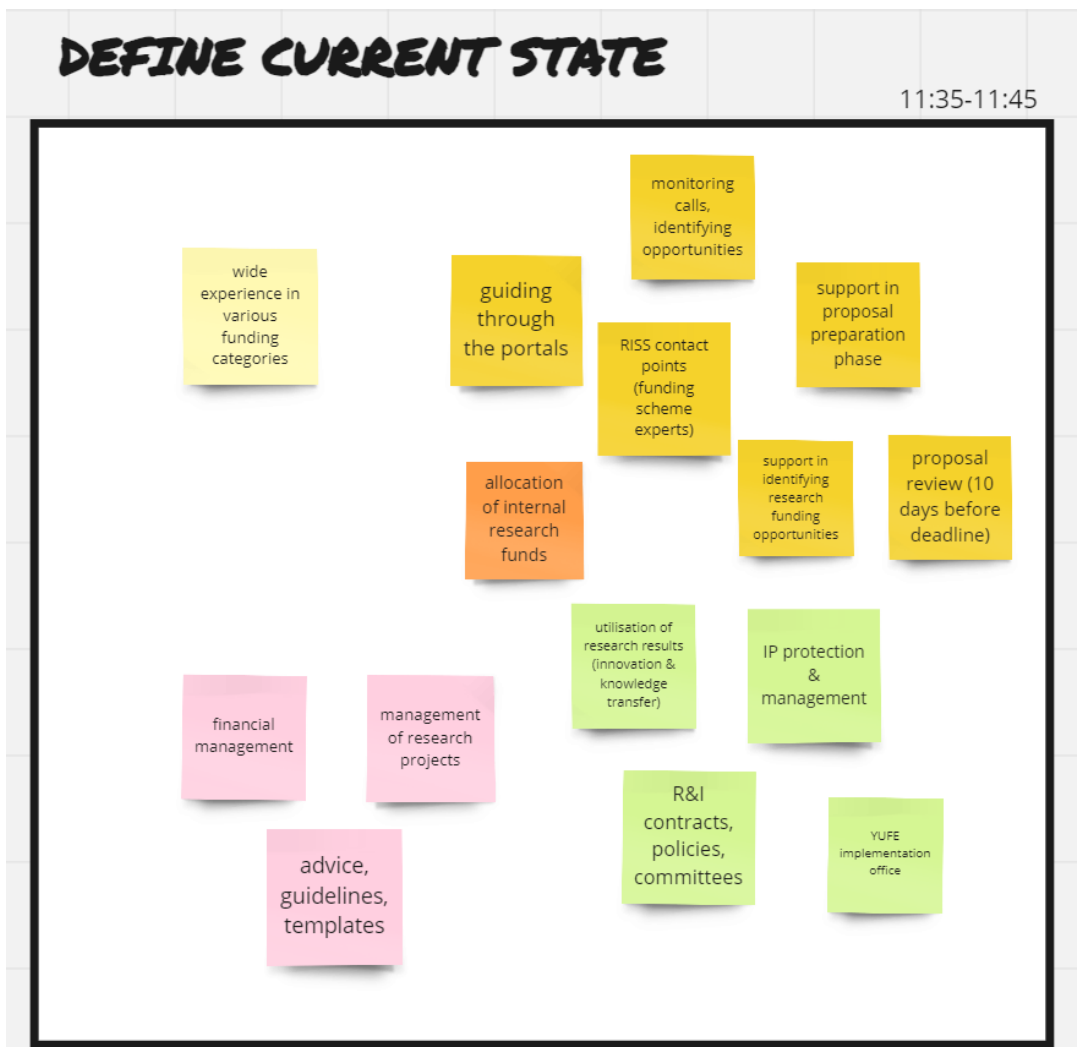 DEFINE CURRENT STATE
11:35-11:45
monitoring
calls,
identifying
opportunities
wide
experience in
various
funding
categories
guiding
through
the portals
support in
proposal
preparation
phase
RISS contact
points
(funding
scheme
experts)
allocation
of internal
research
funds
support in
identifying
research
funding
opportunities
proposal
review (10
days before
deadline)
utilisation of
research results
(innovation &
knowledge
transfer)
IP protection
&
management
financial
management
management
of research
projects
R&I
contracts,
policies,
committees
YUFE
implementation
office
advice,
guidelines,
templates